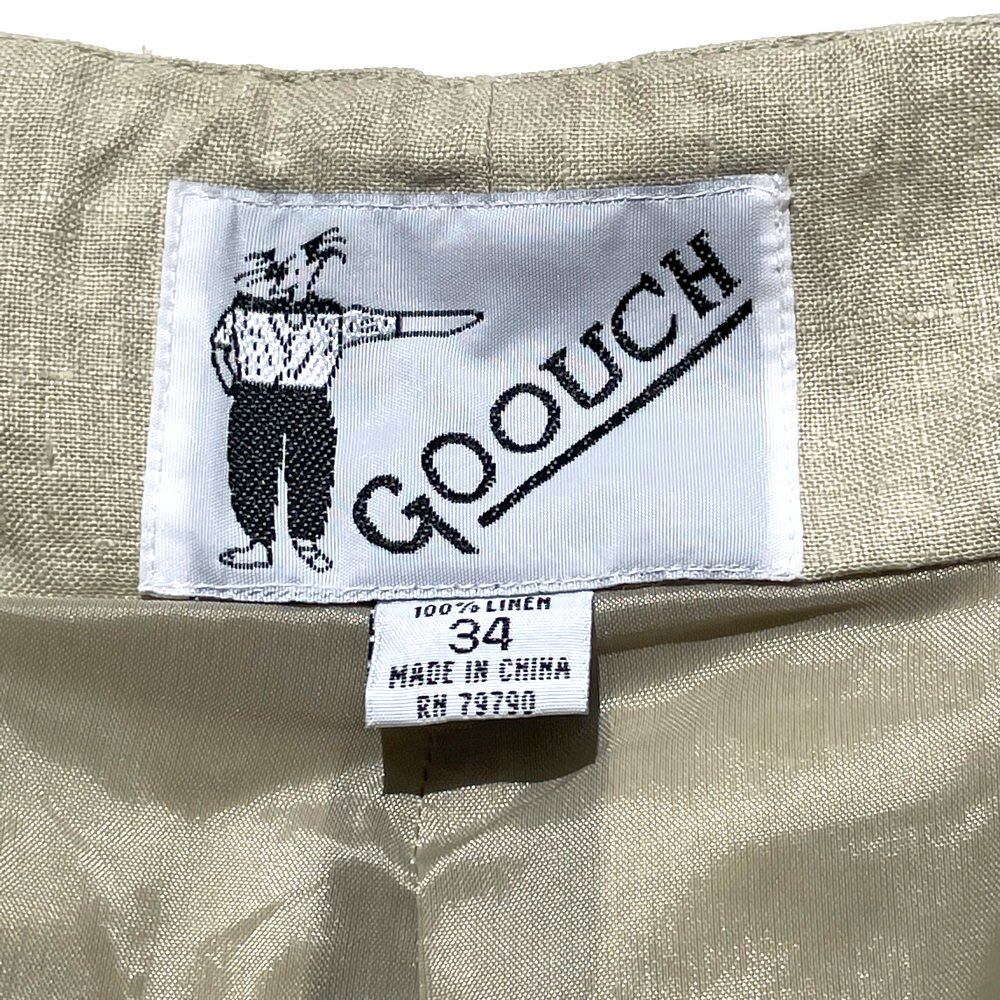 GOOUCH
100% LINEN
34
MADE IN CHINA
RN 79790